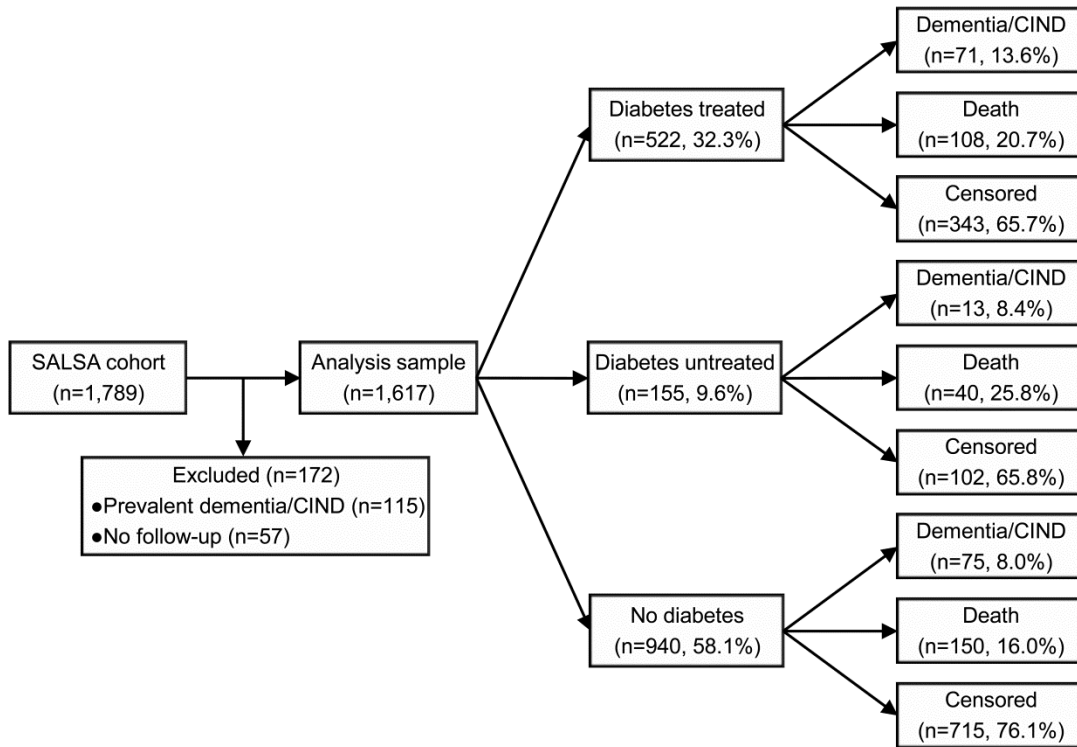 SALSA cohort
(n=1,789)
Excluded (n=172)
●Prevalent dementia/CIND (n=115)
●No follow-up (n=57)
Analysis sample
(n=1,617)
Diabetes treated
(n=522, 32.3%)
Dementia/CIND
(n=71, 13.6%)
Death
(n=108, 20.7%)
Censored
(n=343, 65.7%)
Diabetes untreated
(n=155, 9.6%)
Dementia/CIND
(n=13, 8.4%)
Death
(n=40, 25.8%)
Censored
(n=102, 65.8%)
No diabetes
(n=940, 58.1%)
Dementia/CIND
(n=75, 8.0%)
Death
(n=150, 16.0%)
Censored
(n=715, 76.1%)